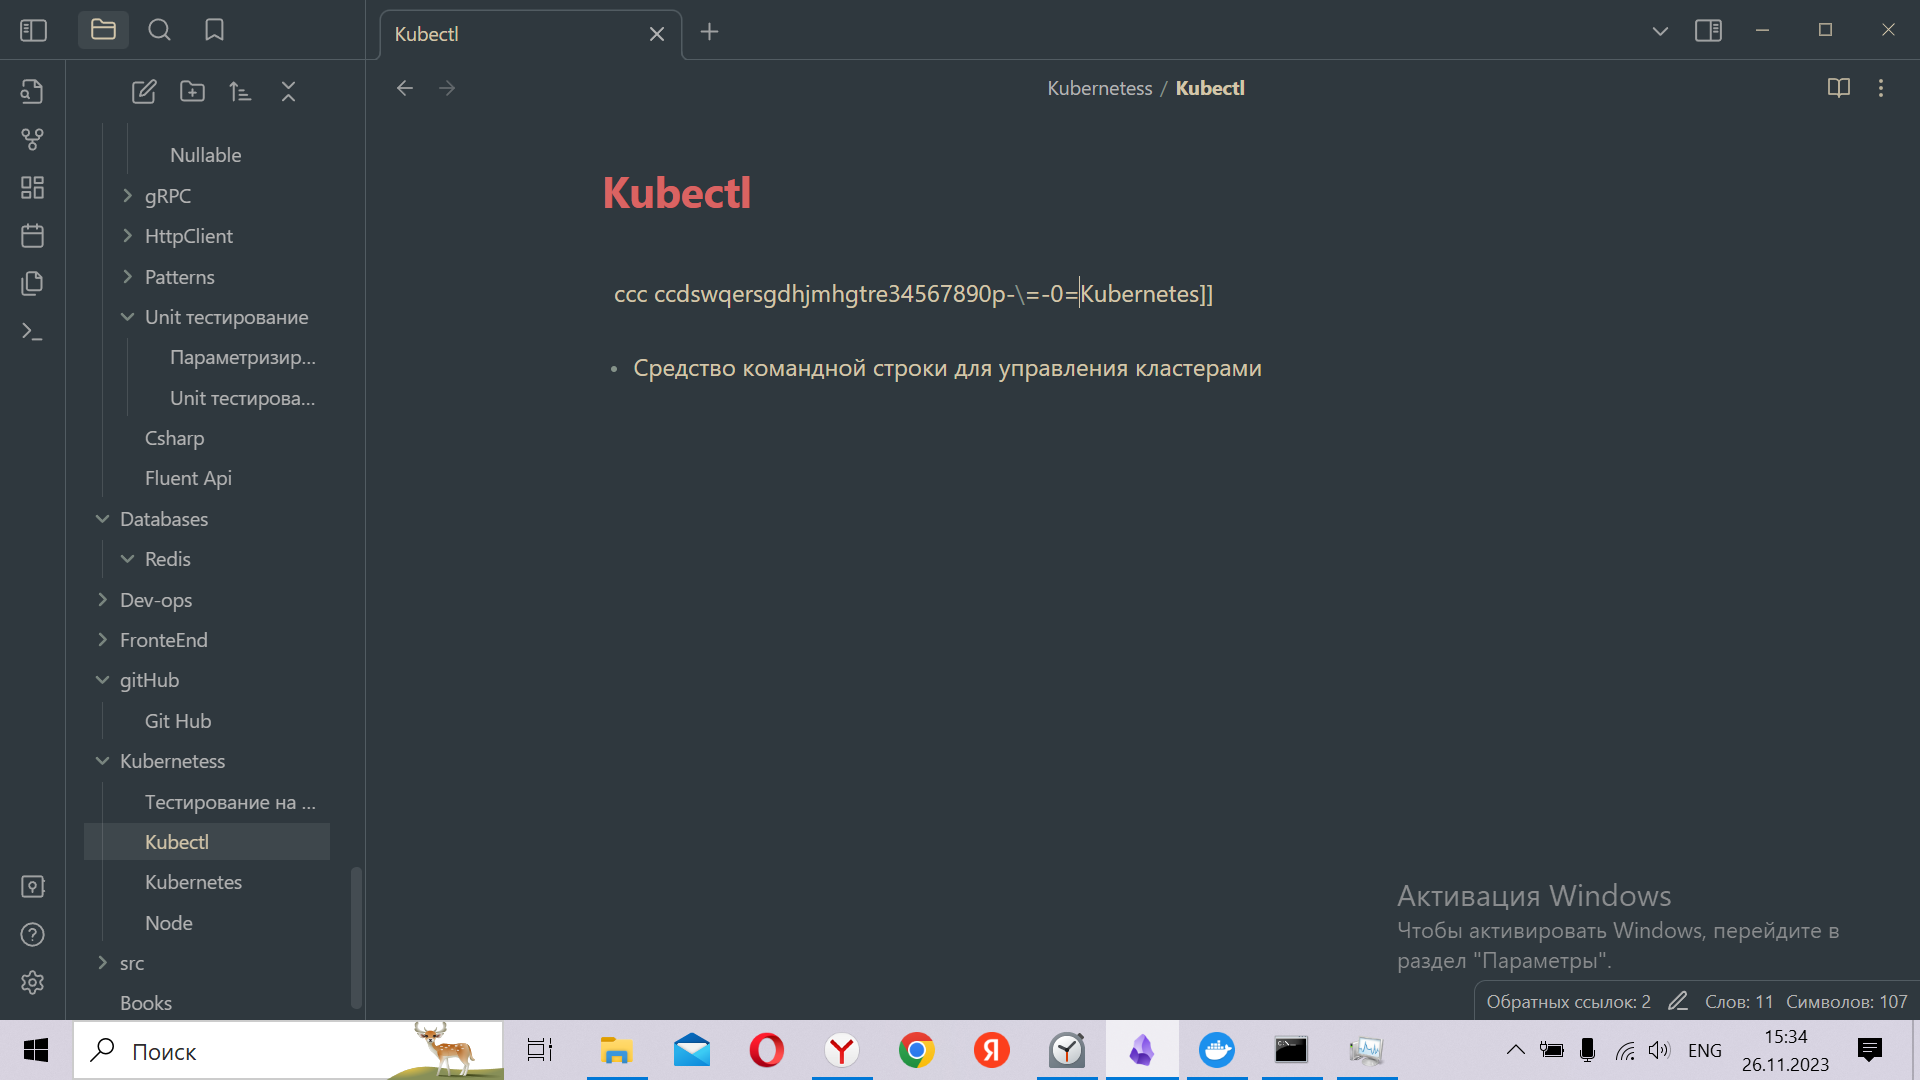 Kubectl
Kubernetess / Kubectl
Nullable
gRPC
HttpClient
Patterns
Unit тестирование
Параметризир...
Unit тестирова...
Csharp
Fluent Api
Databases
Redis
Dev-ops
FronteEnd
gitHub
Git Hub
Kubernetess
Тестирование на ...
Kubectl
Kubernetes
Node
src
Books
Kubectl
ccc ccdswqersgdhjmhgtre34567890p-\=-0=Kubernetes]]
• Средство командной строки для управления кластерами
Активация Windows
Чтобы активировать Windows, перейдите в
раздел "Параметры".
Обратных ссылок: 2 Слов: 11 Символов: 107
Поиск
ENG
15:34
26.11.2023